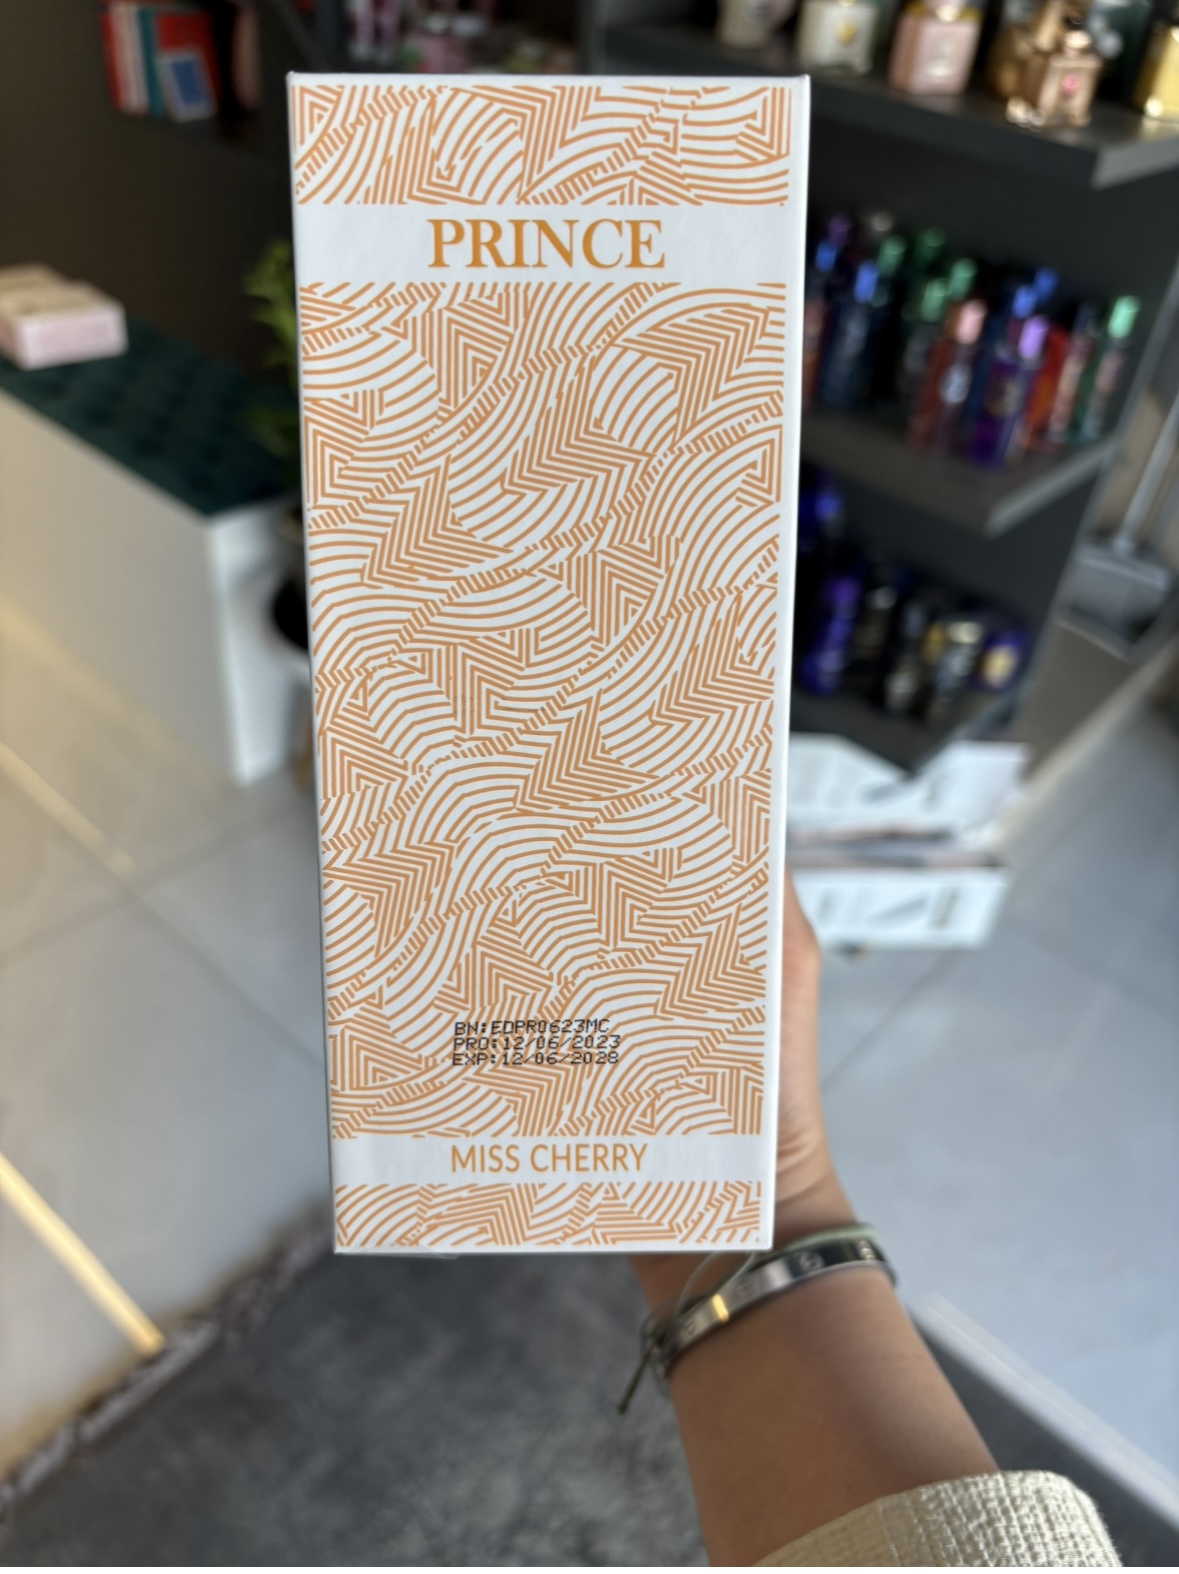 PRINCE
BN:EDPR0623MC
PRO:12/06/2023
EXP:12/06/2028
MISS CHERRY